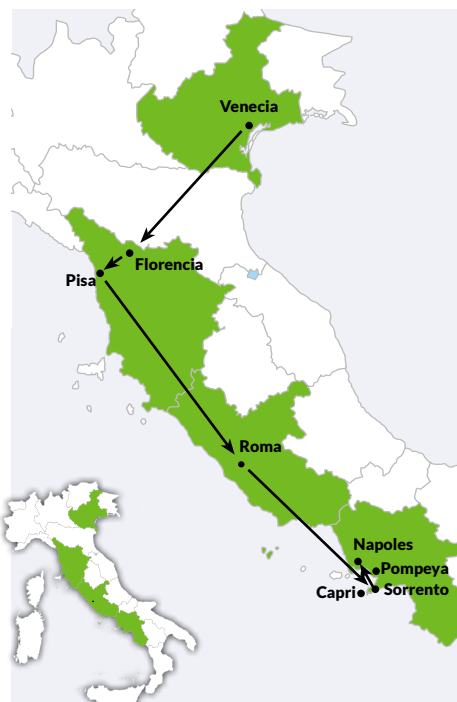 Venecia
Florencia
Pisa
Roma
Napoles
Pompeya
Capri
Sorrento